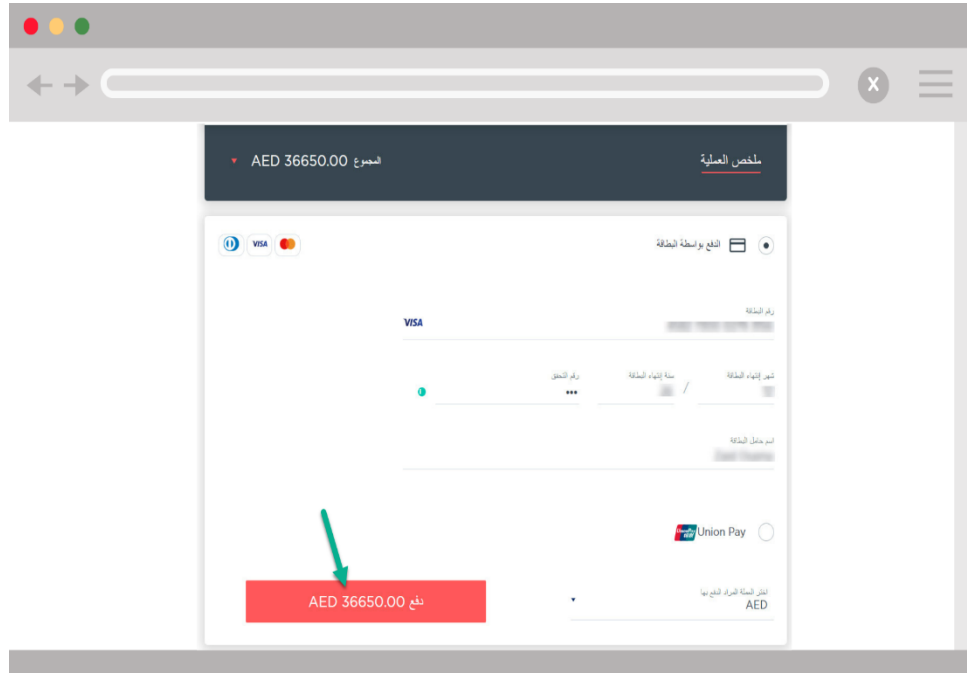 X
ملخص العملية
المجموع AED 36650.00
الدفع بواسطة البطاقة
VISA
رقم البطاقة
VISA
شهر إنتهاء البطاقة
/
سنة إنتهاء البطاقة
رقم التحقق
•••
اسم حامل البطاقة
Union Pay
UnionPay
اختر العملة المراد الدفع بها
AED
دفع AED 36650.00